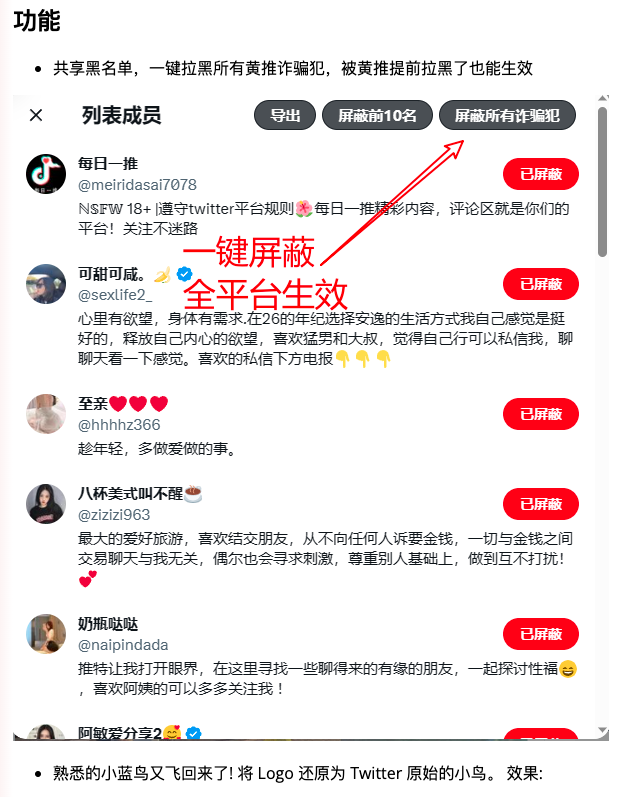 功能
共享黑名单，一键拉黑所有黄推诈骗犯，被黄推提前拉黑了也能生效
列表成员
导出
屏蔽前10名
屏蔽所有诈骗犯
每日一推
@meiridasai7078
已屏蔽
ℕ𝕊𝔽𝕎 18+ |遵守twitter平台规则🌺每日一推精彩内容，评论区就是你们的
平台！关注不迷路
一键屏蔽
全平台生效
可甜可咸。🍌
@sexlife2_
已屏蔽
心里有欲望，身体有需求.在26的年纪选择安逸的生活方式我自己感觉是挺
好的，释放自己内心的欲望，喜欢猛男和大叔，觉得自己行可以私信我，聊
聊天看一下感觉。喜欢的私信下方电报👇👇👇
至亲❤️❤️❤️
@hhhhz366
已屏蔽
趁年轻，多做爱做的事。
八杯美式叫不醒☕
@zizizi963
已屏蔽
最大的爱好旅游，喜欢结交朋友，从不向任何人诉要金钱，一切与金钱之间
交易聊天与我无关，偶尔也会寻求刺激，尊重别人基础上，做到互不打扰！
💕
奶瓶哒哒
@naipindada
已屏蔽
推特让我打开眼界，在这里寻找一些聊得来的有缘的朋友，一起探讨性福😄
，喜欢阿姨的可以多多关注我！
阿敏爱分享2🥰
熟悉的小蓝鸟又飞回来了! 将 Logo 还原为 Twitter 原始的小鸟。 效果: